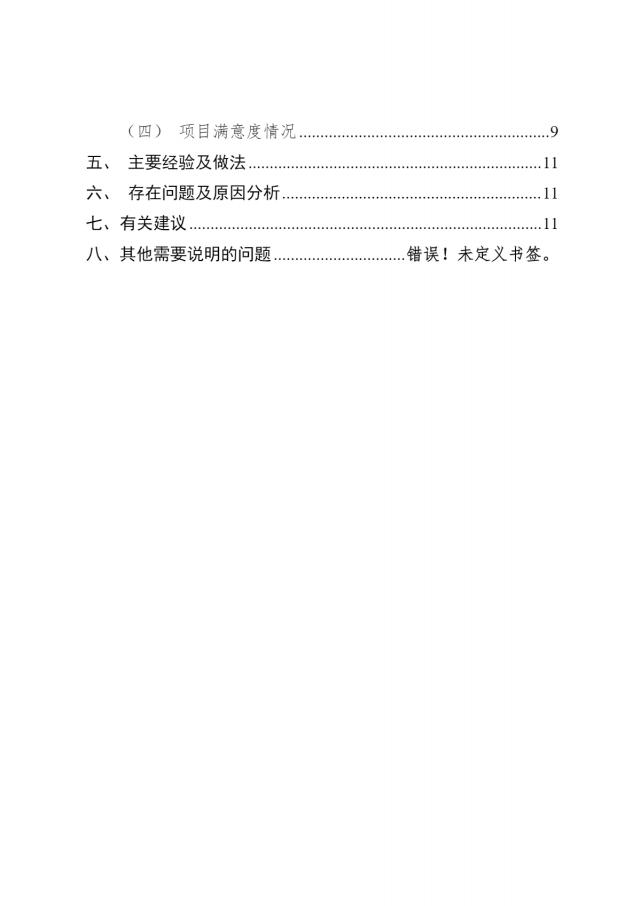 （四） 项目满意度情况............................................................9
五、 主要经验及做法......................................................................11
六、 存在问题及原因分析..............................................................11
七、有关建议....................................................................................11
八、其他需要说明的问题...............................错误！未定义书签。